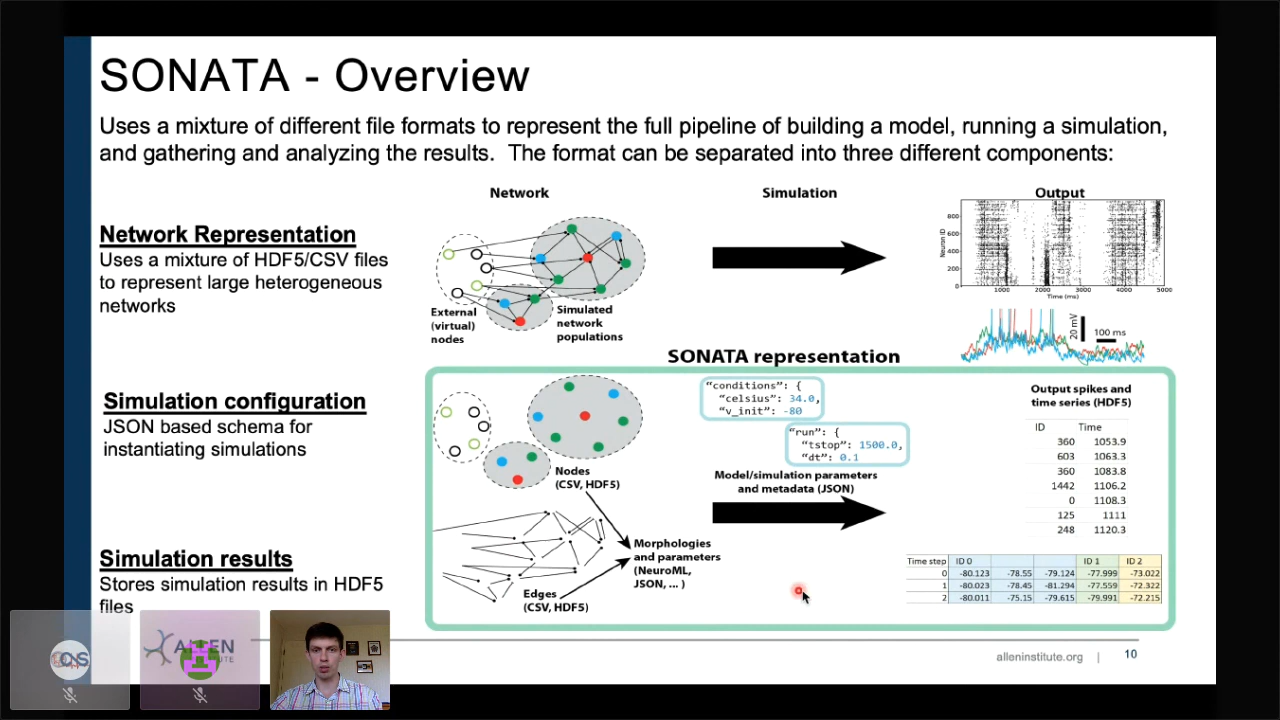 SONATA - Overview
Uses a mixture of different file formats to represent the full pipeline of building a model, running a simulation,
and gathering and analyzing the results. The format can be separated into three different components:
Network Representation
Uses a mixture of HDF5/CSV files
to represent large heterogeneous
networks
Simulation configuration
JSON based schema for
instantiating simulations
Simulation results
Stores simulation results in HDF5
files
Network
Simulation
Output
External
(virtual)
nodes
Simulated
network
populations
Neuron ID
800
600
400
200
0
1000
2000
3000
4000
5000
Time (ms)
20 mV
100 ms
SONATA representation
Nodes
(CSV, HDF5)
Morphologies
and parameters
(NeuroML,
JSON, ... )
Edges
(CSV, HDF5)
"conditions": {
"celsius": 34.0,
"v_init": -80
"run": {
"tstop": 1500.0,
"dt": 0.1
Model/simulation parameters
and metadata (JSON)
Output spikes and
time series (HDF5)
ID Time
360 1053.9
603 1063.3
360 1083.8
1442 1106.2
0 1108.3
125 1111
248 1120.3
Time step ID 0 ID 1 ID 2
0 -80.123 -78.55 -79.124 -77.999 -73.022
1 -80.023 -78.45 -81.294 -77.559 -72.322
2 -80.011 -75.15 -79.615 -79.991 -72.215
OS
ALLEN
alleninstitute.org | 10